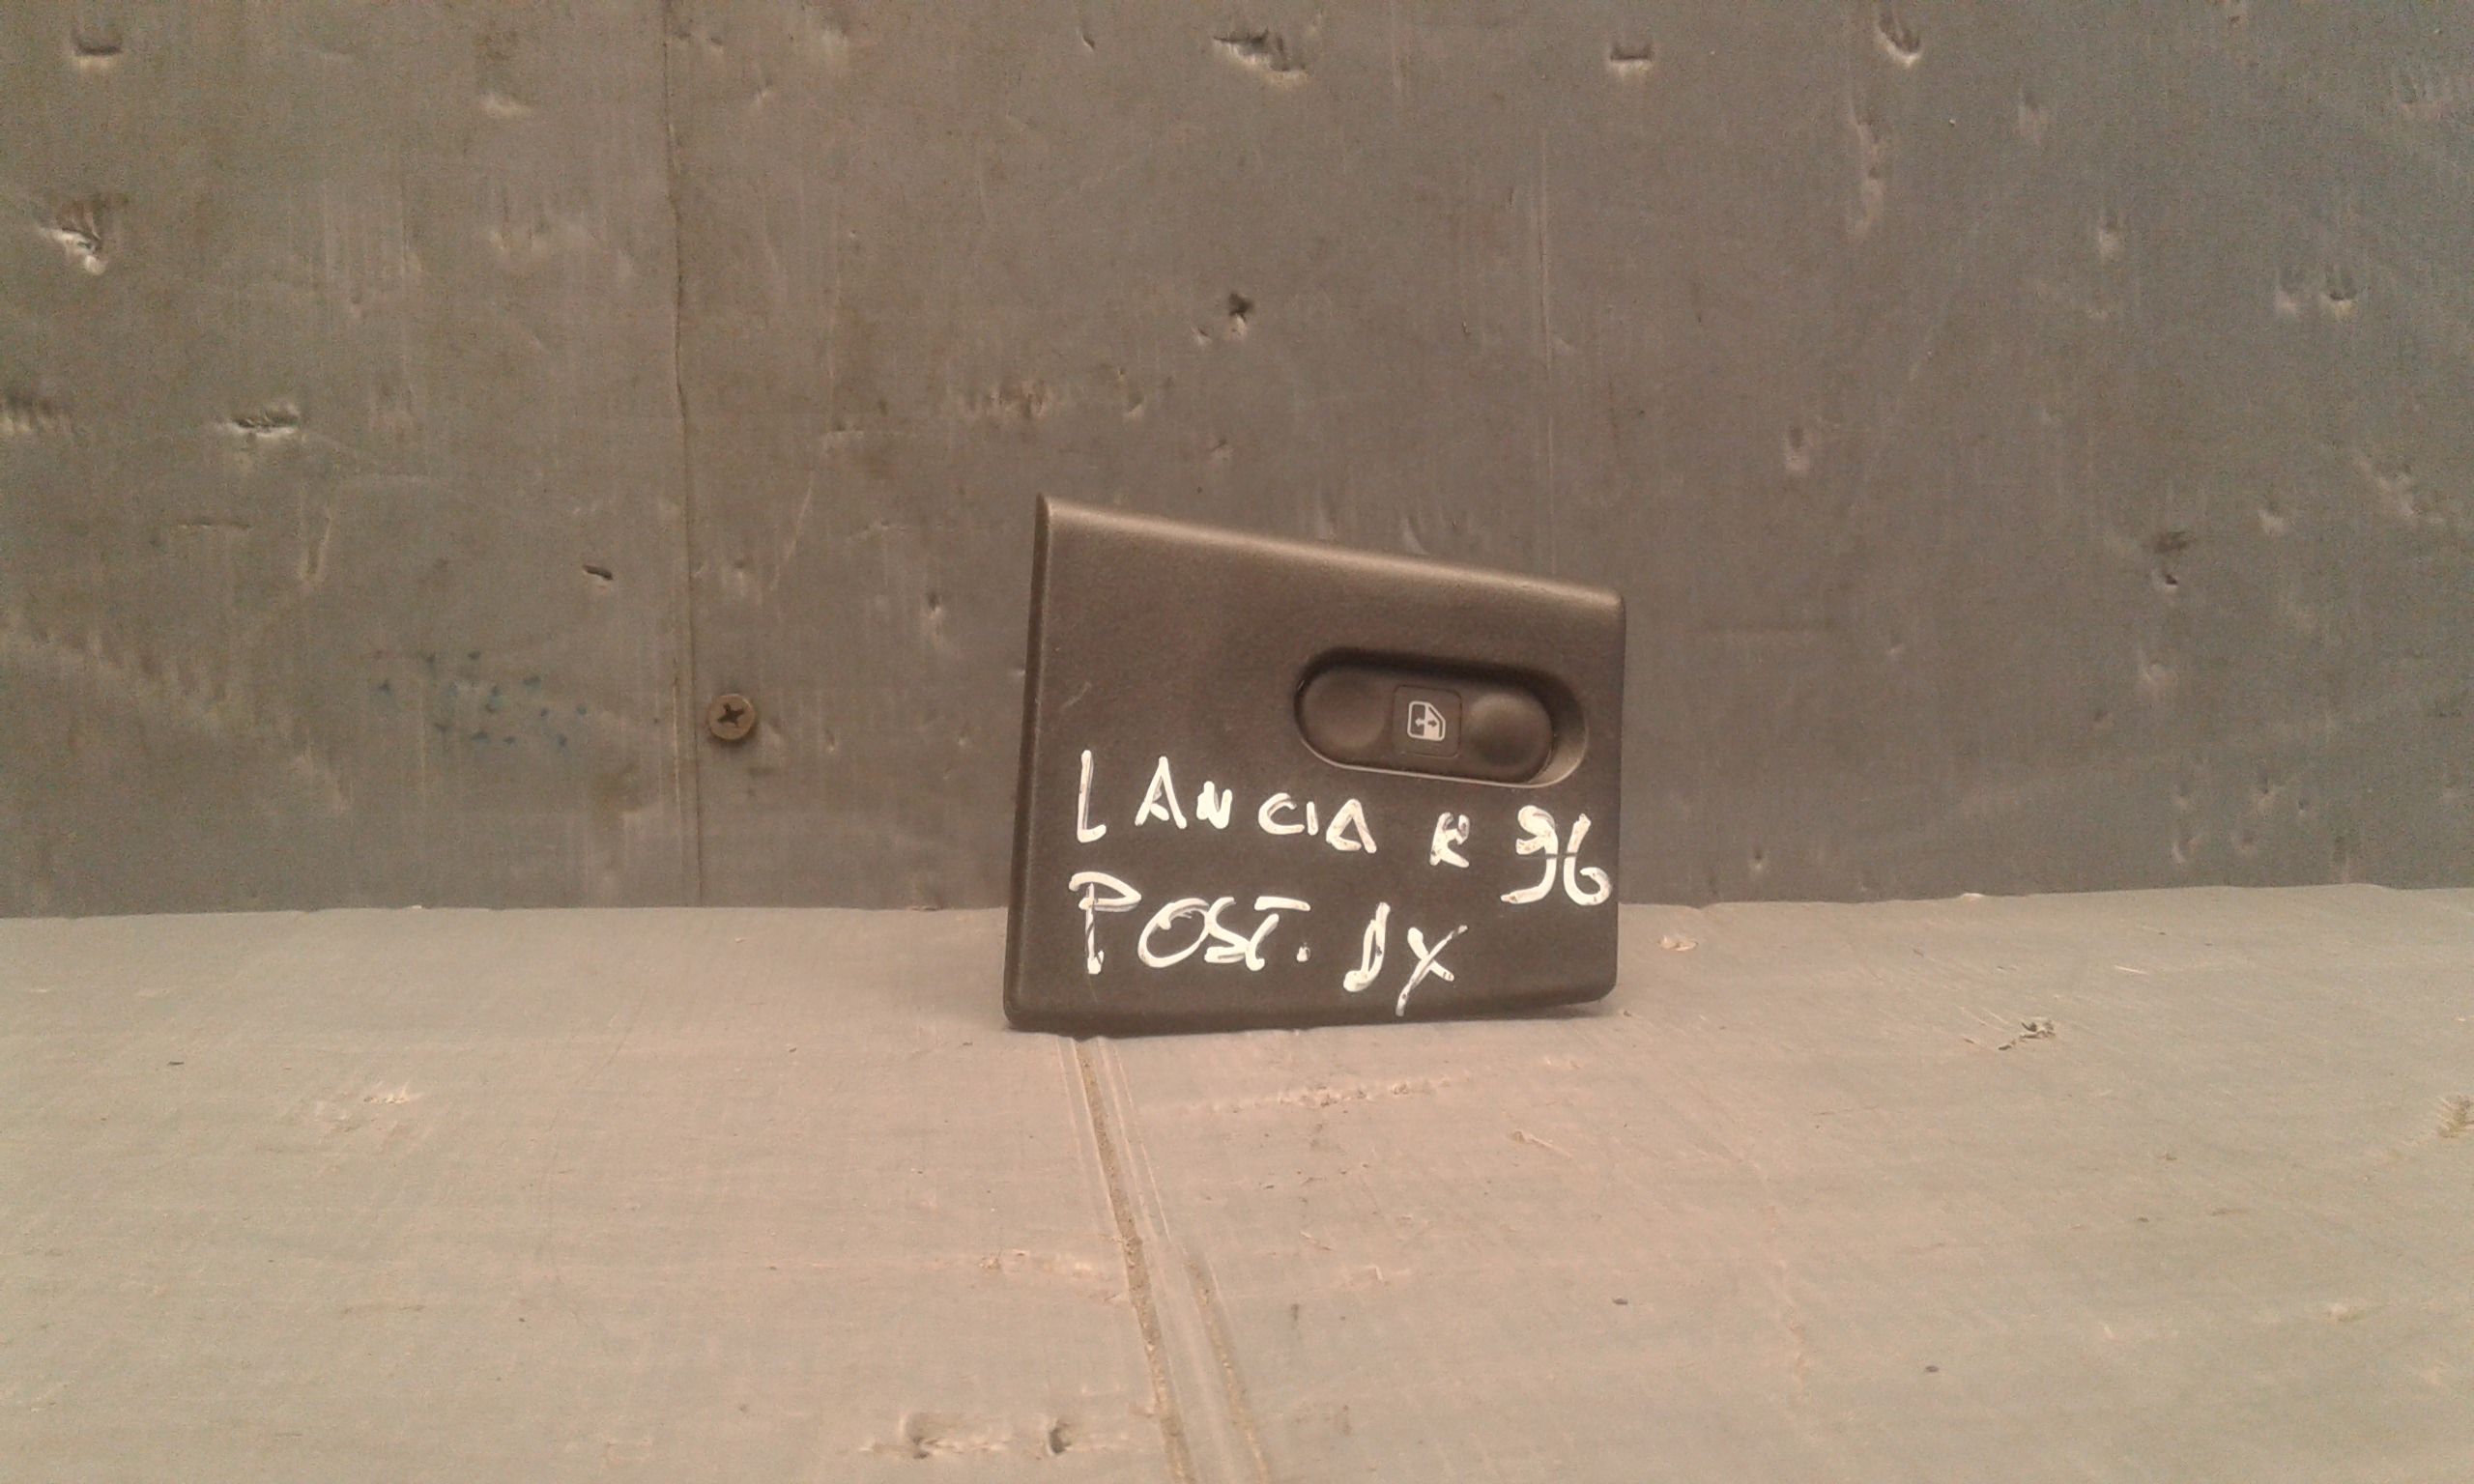 LANCIA K 96
POST. DX